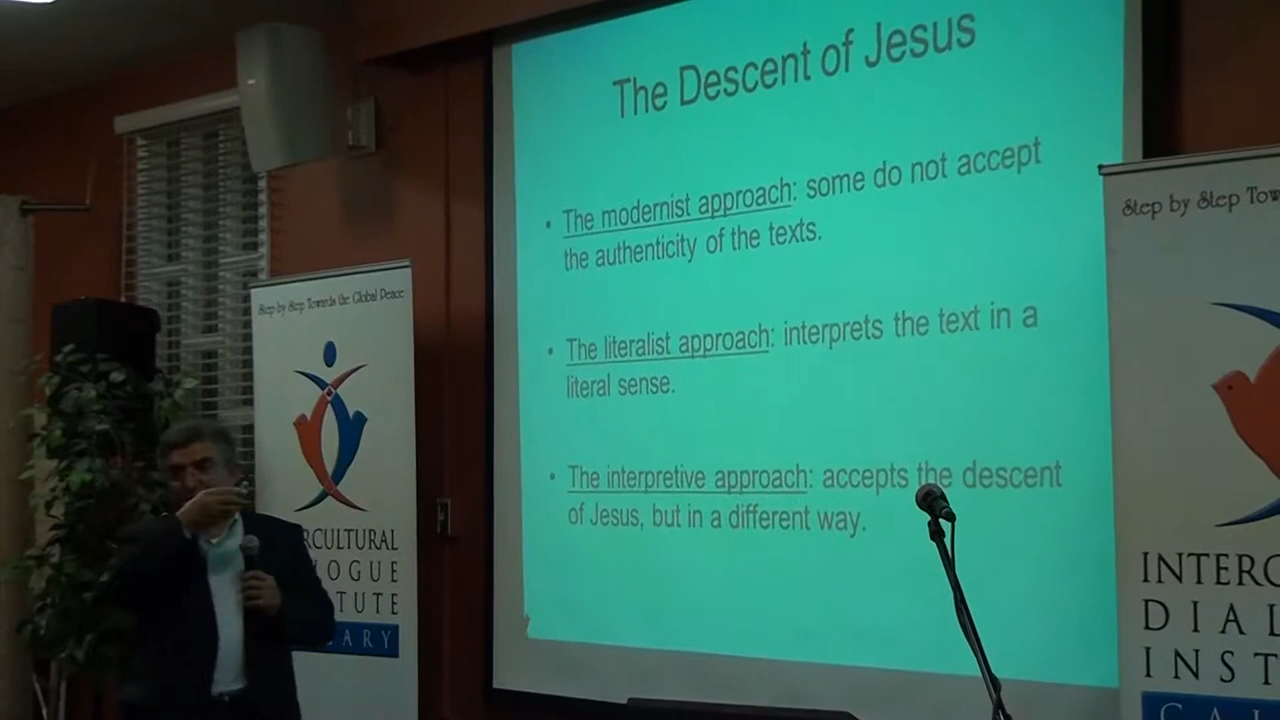 The Descent of Jesus
• The modernist approach: some do not accept
the authenticity of the texts.
• The literalist approach: interprets the text in a
literal sense.
• The interpretive approach: accepts the descent
of Jesus, but in a different way.
Step by Step Towards the Global Peace
RCULTURAL
OGUE
TUTE
GARY
Step by Step Tow
INTERC
DIAL
INST
CAL